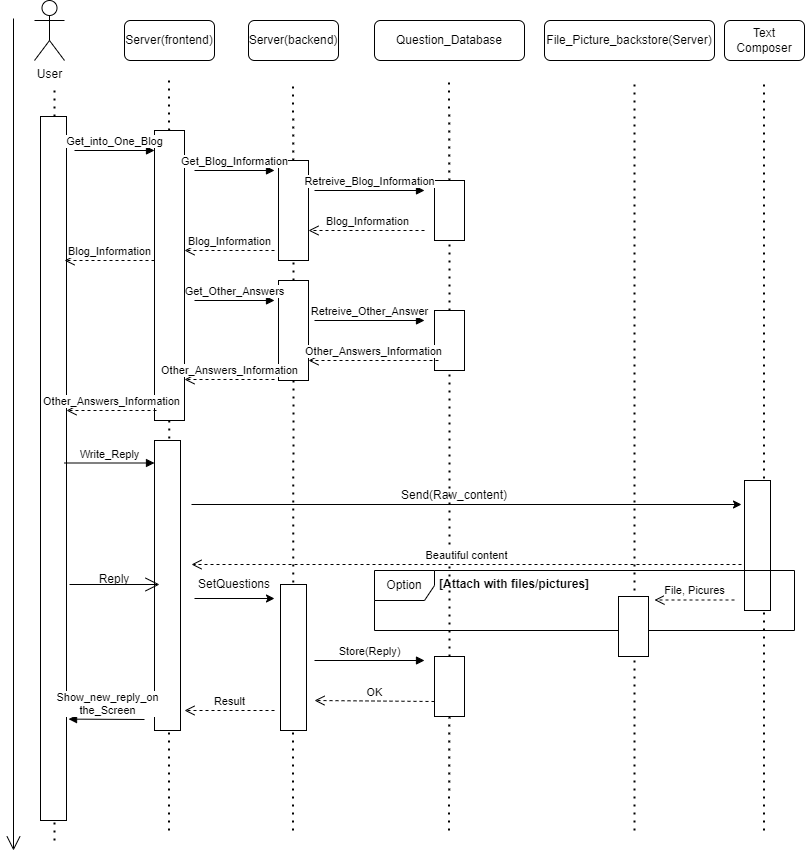 User
Server(frontend)
Server(backend)
Question_Database
File_Picture_backstore(Server)
Text
Composer
Get_into_One_Blog
Get_Blog_Information
Retreive_Blog_Information
Blog_Information
Blog_Information
Blog_Information
Get_Other_Answers
Retreive_Other_Answer
Other_Answers_Information
Other_Answers_Information
Other_Answers_Information
Write_Reply
Send(Raw_content)
Beautiful content
Reply
SetQuestions
Option
[Attach with files/pictures]
File, Picures
Store(Reply)
OK
Result
Show_new_reply_on
the_Screen